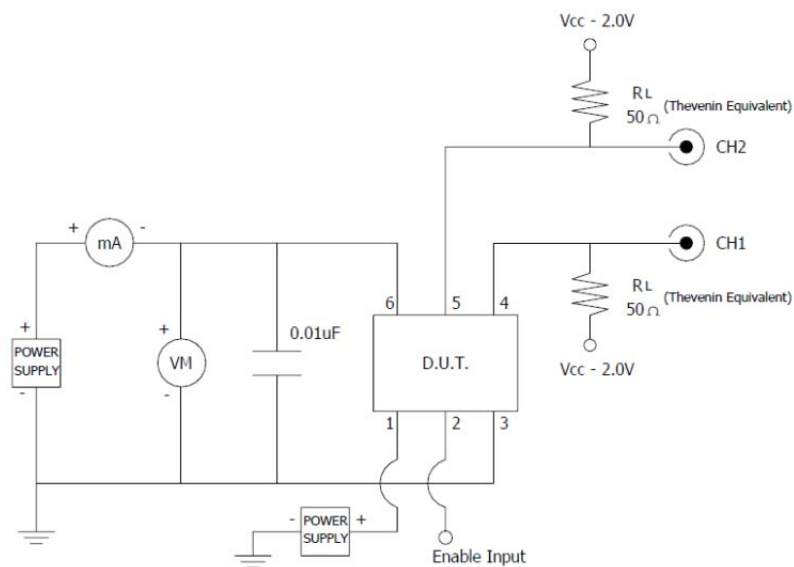 Vcc - 2.0V
RL (Thevenin Equivalent)
50Ω
CH2
+ mA -
CH1
RL (Thevenin Equivalent)
50Ω
6 5 4
+
POWER
SUPPLY
-
+
VM
-
0.01uF
D.U.T.
Vcc - 2.0V
1 2 3
- POWER +
SUPPLY
Enable Input